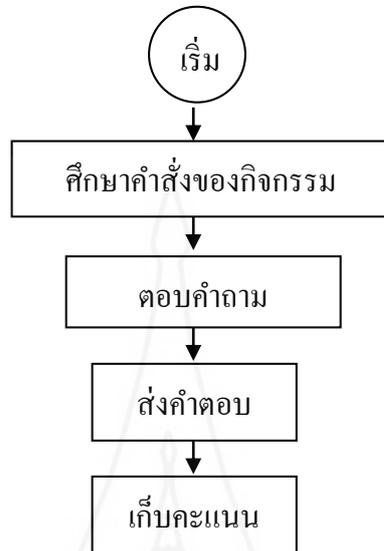 เริ่ม
ศึกษาคำสั่งของกิจกรรม
ตอบคำถาม
ส่งคำตอบ
เก็บคะแนน